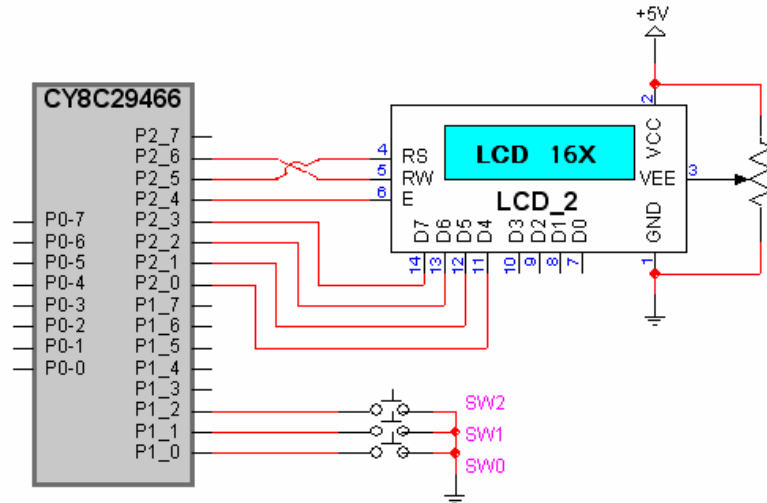 +5V
CY8C29466
P2_7
P2_6
P2_5
P2_4
P2_3
P2_2
P2_1
P2_0
P1_7
P1_6
P1_5
P1_4
P1_3
P1_2
P1_1
P1_0
P0-7
P0-6
P0-5
P0-4
P0-3
P0-2
P0-1
P0-0
4
5
6
RS
RW
E
LCD 16X
LCD_2
2
VCC
VEE
3
GND
1
D7
D6
D5
D4
D3
D2
D1
D0
14
13
12
11
10
9
8
7
SW2
SW1
SW0